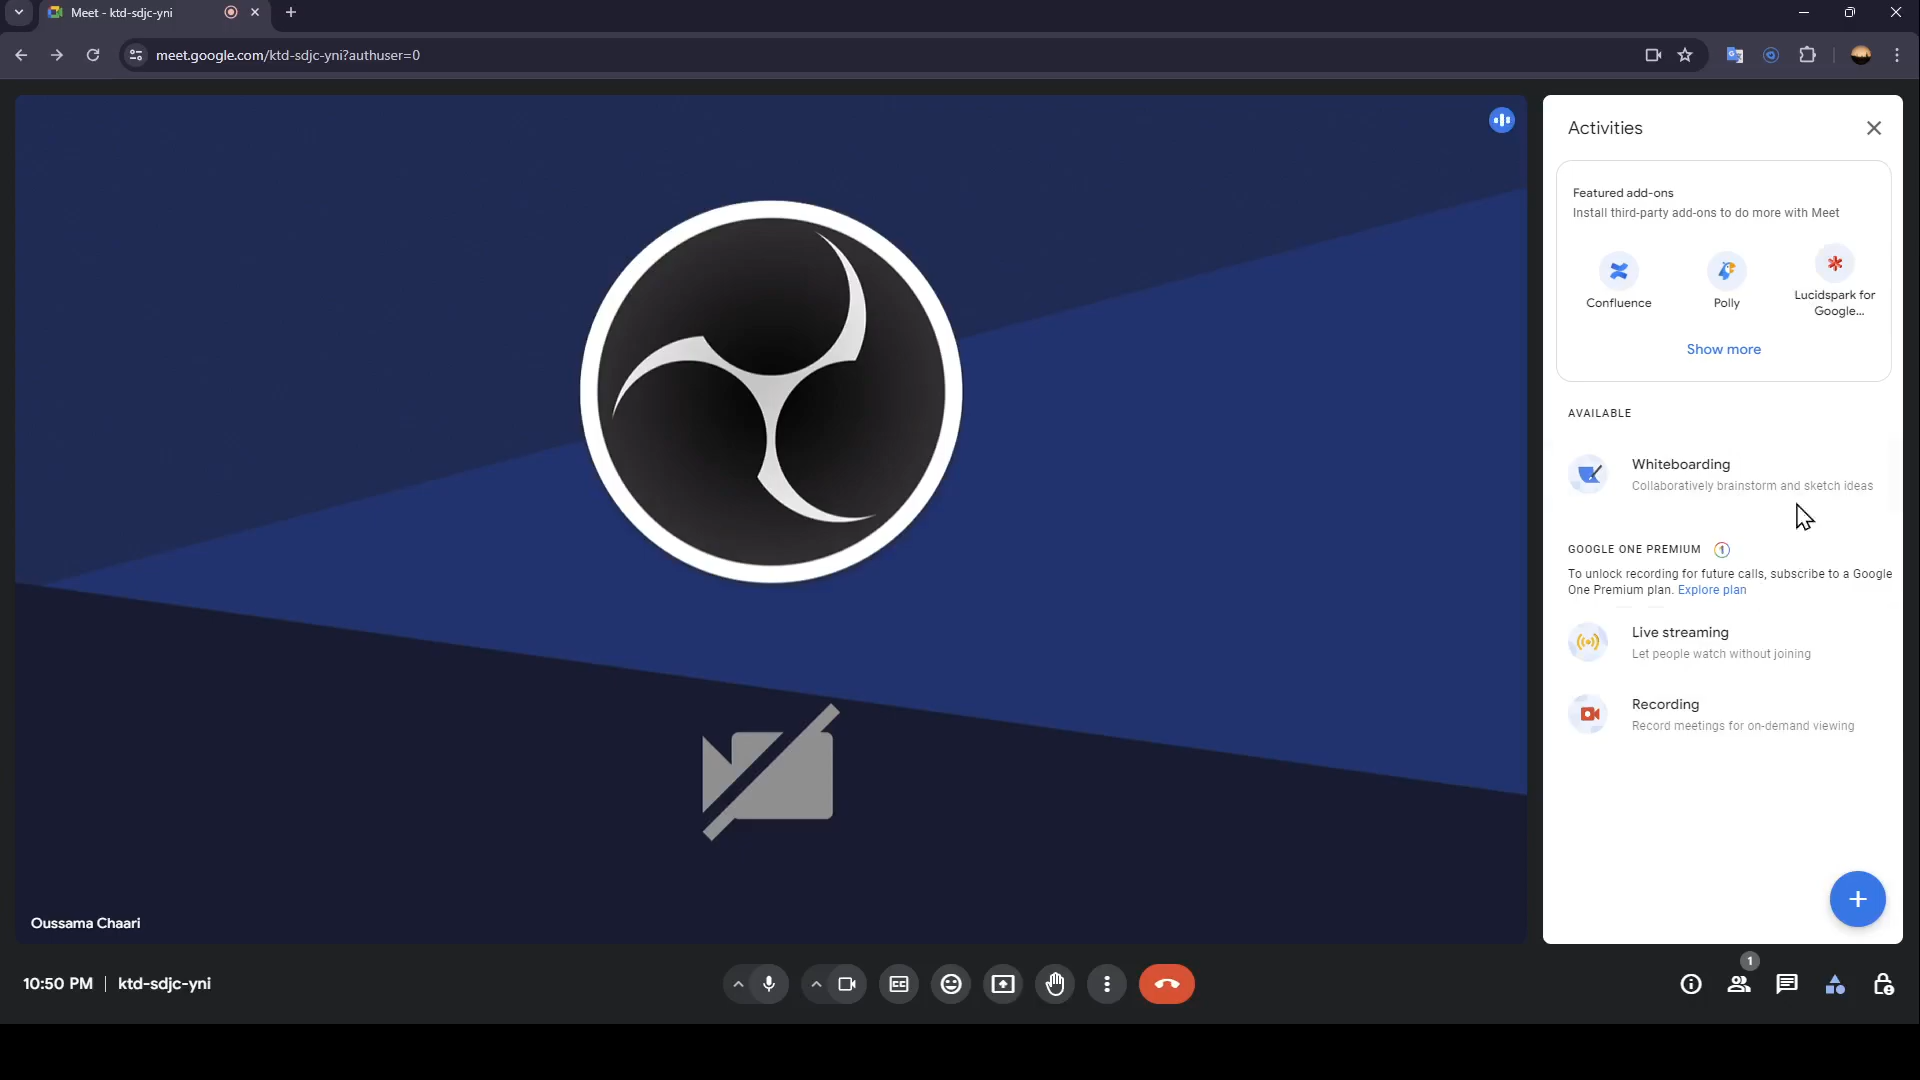 Meet - ktd-sdjc-yni
meet.google.com/ktd-sdjc-yni?authuser=0
Activities
Featured add-ons
Install third-party add-ons to do more with Meet
Confluence
Polly
Lucidspark for
Google...
Show more
AVAILABLE
Whiteboarding
Collaboratively brainstorm and sketch ideas
GOOGLE ONE PREMIUM 1
To unlock recording for future calls, subscribe to a Google
One Premium plan. Explore plan
Live streaming
Let people watch without joining
Recording
Record meetings for on-demand viewing
Oussama Chaari
10:50 PM | ktd-sdjc-yni
CC
1